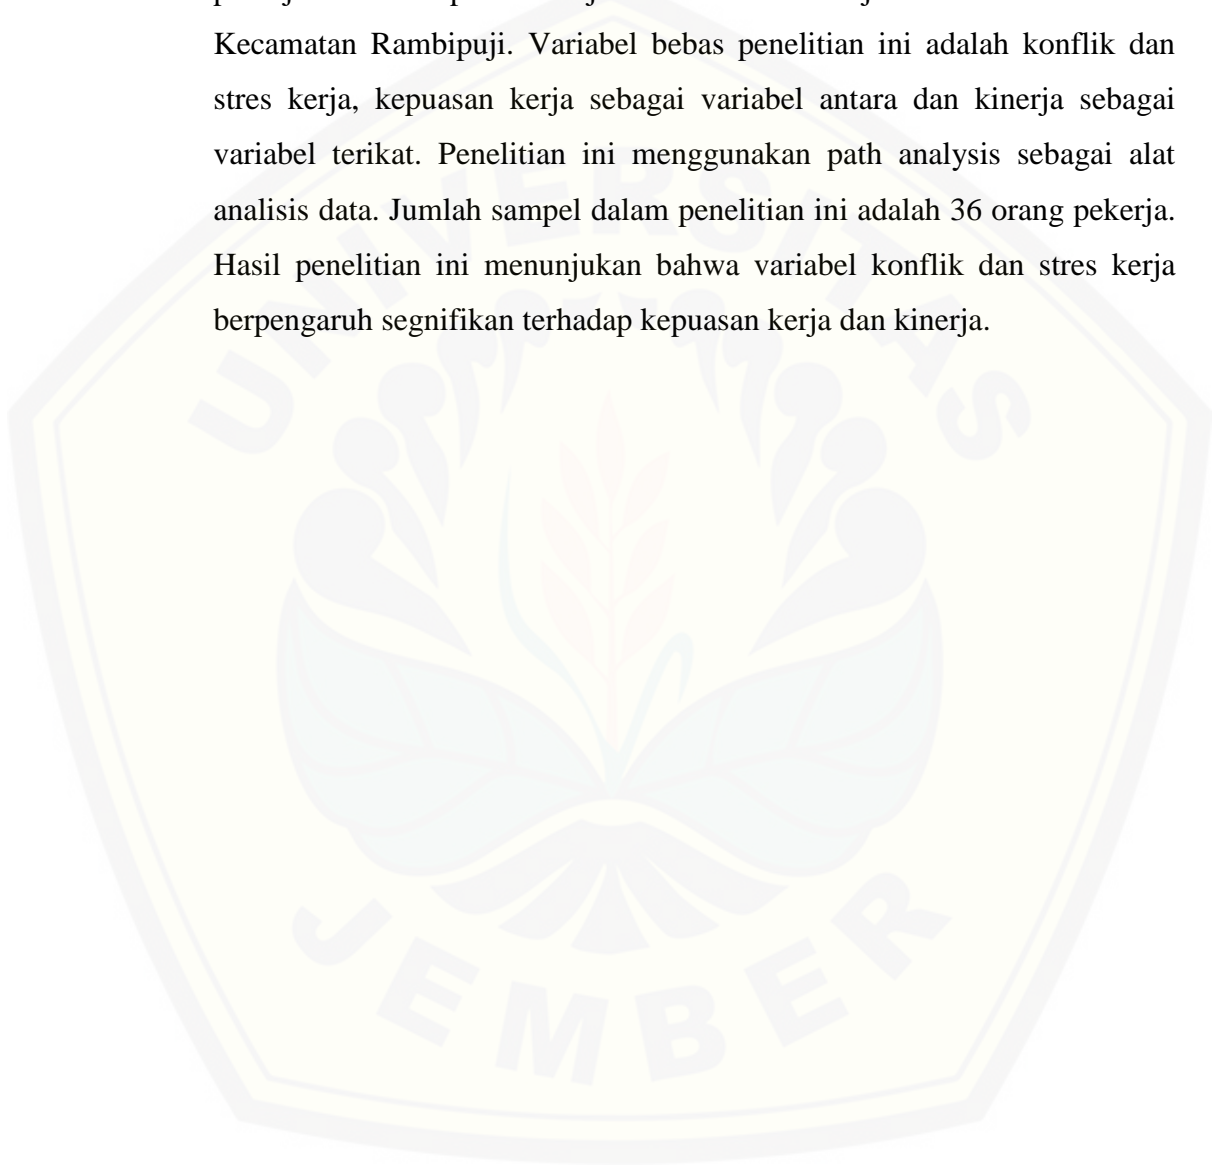 Kecamatan Rambipuji. Variabel bebas penelitian ini adalah konflik dan
stres kerja, kepuasan kerja sebagai variabel antara dan kinerja sebagai
variabel terikat. Penelitian ini menggunakan path analysis sebagai alat
analisis data. Jumlah sampel dalam penelitian ini adalah 36 orang pekerja.
Hasil penelitian ini menunjukan bahwa variabel konflik dan stres kerja
berpengaruh segnifikan terhadap kepuasan kerja dan kinerja.
UNIVERSITAS
JEMBER